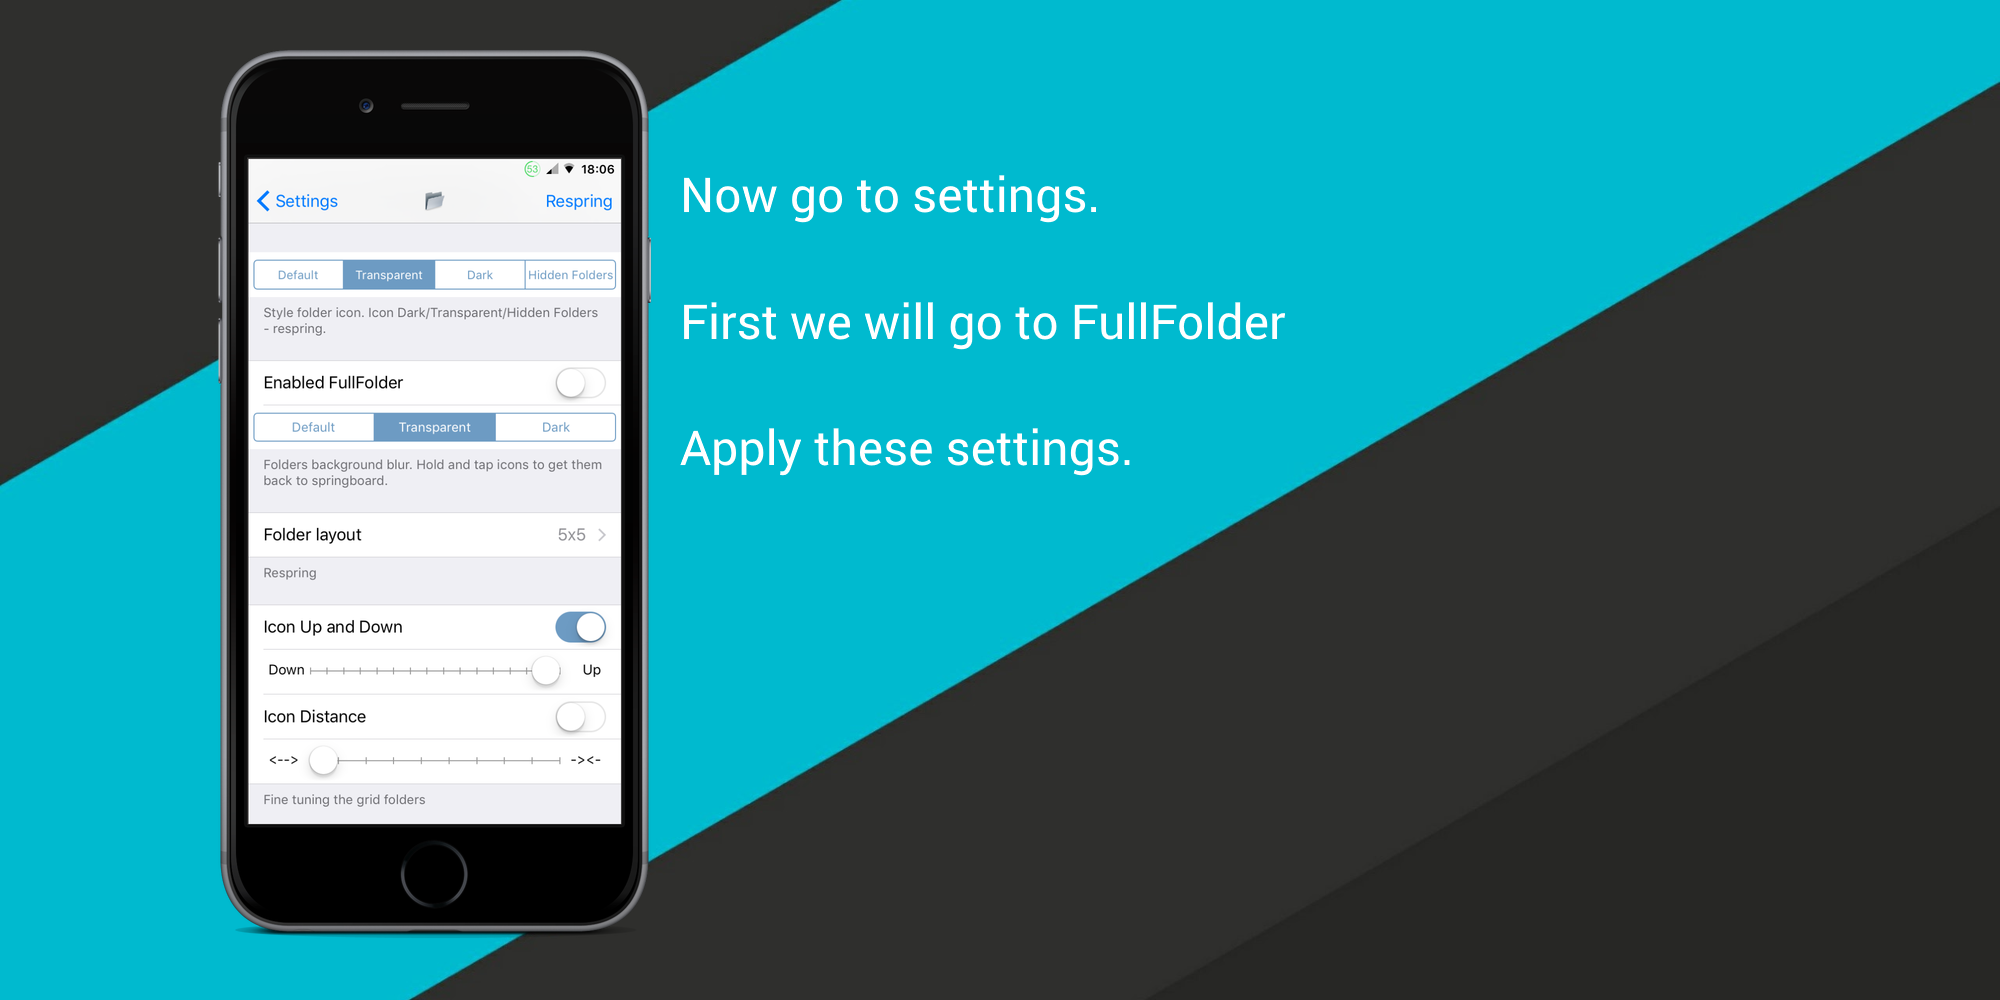 53 18:06
Settings Respring
Default Transparent Dark Hidden Folders
Style folder icon. Icon Dark/Transparent/Hidden Folders
- respring.
Enabled FullFolder
Default Transparent Dark
Folders background blur. Hold and tap icons to get them
back to springboard.
Folder layout 5x5
Respring
Icon Up and Down
Down Up
Icon Distance
<--> -><-
Fine tuning the grid folders
Now go to settings.
First we will go to FullFolder
Apply these settings.